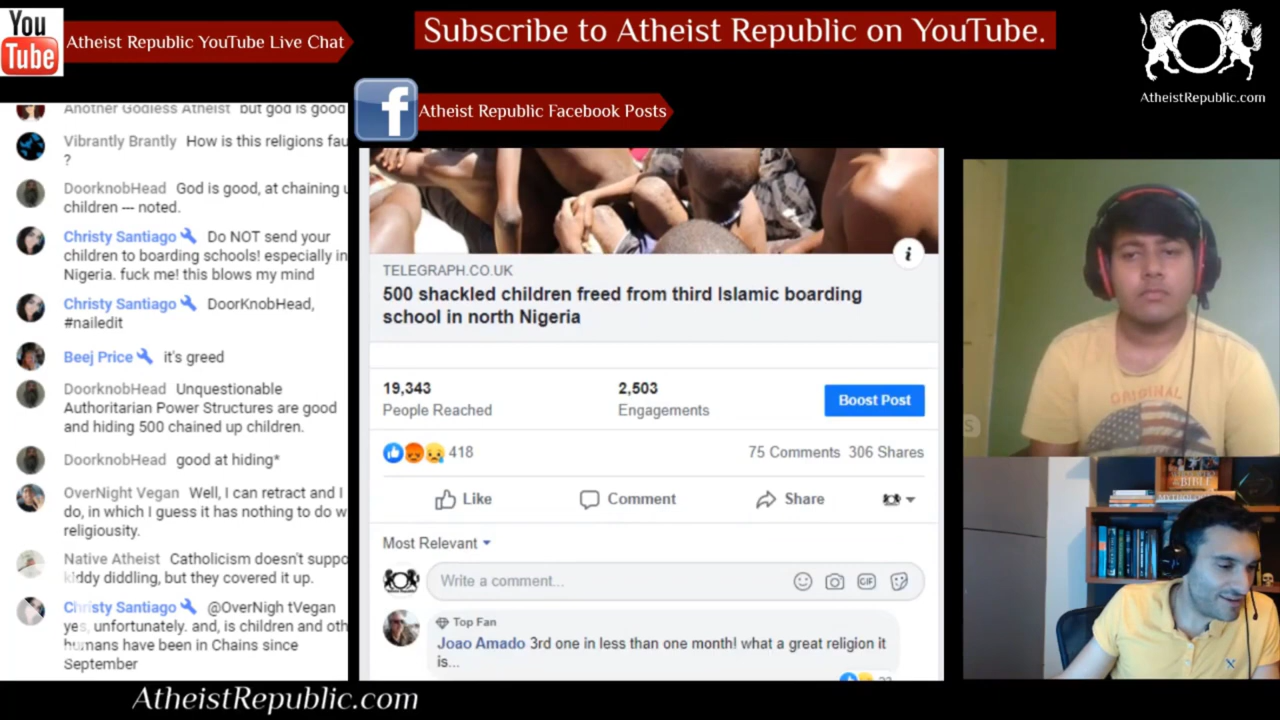 You
Tube
Atheist Republic YouTube Live Chat
Subscribe to Atheist Republic on YouTube.
AtheistRepublic.com
f
Atheist Republic Facebook Posts
Another Godless Atheist but god is good
Vibrantly Brantly How is this religions fau
?
DoorknobHead God is good, at chaining u
children --- noted.
Christy Santiago Do NOT send your
children to boarding schools! especially in
Nigeria. fuck me! this blows my mind
Christy Santiago DoorKnobHead,
#nailedit
Beej Price it's greed
DoorknobHead Unquestionable
Authoritarian Power Structures are good
and hiding 500 chained up children.
DoorknobHead good at hiding*
OverNight Vegan Well, I can retract and I
do, in which I guess it has nothing to do w
religiousity.
Native Atheist Catholicism doesn't suppo
kiddy diddling, but they covered it up.
Christy Santiago @OverNigh tVegan
yes, unfortunately. and, is children and oth
humans have been in Chains since
September
TELEGRAPH.CO.UK
500 shackled children freed from third Islamic boarding
school in north Nigeria
19,343
People Reached
2,503
Engagements
Boost Post
418
75 Comments 306 Shares
Like
Comment
Share
Most Relevant
Write a comment...
GIF
Top Fan
Joao Amado 3rd one in less than one month! what a great religion it
is...
ORIGINAL
S
BIBLE
AtheistRepublic.com